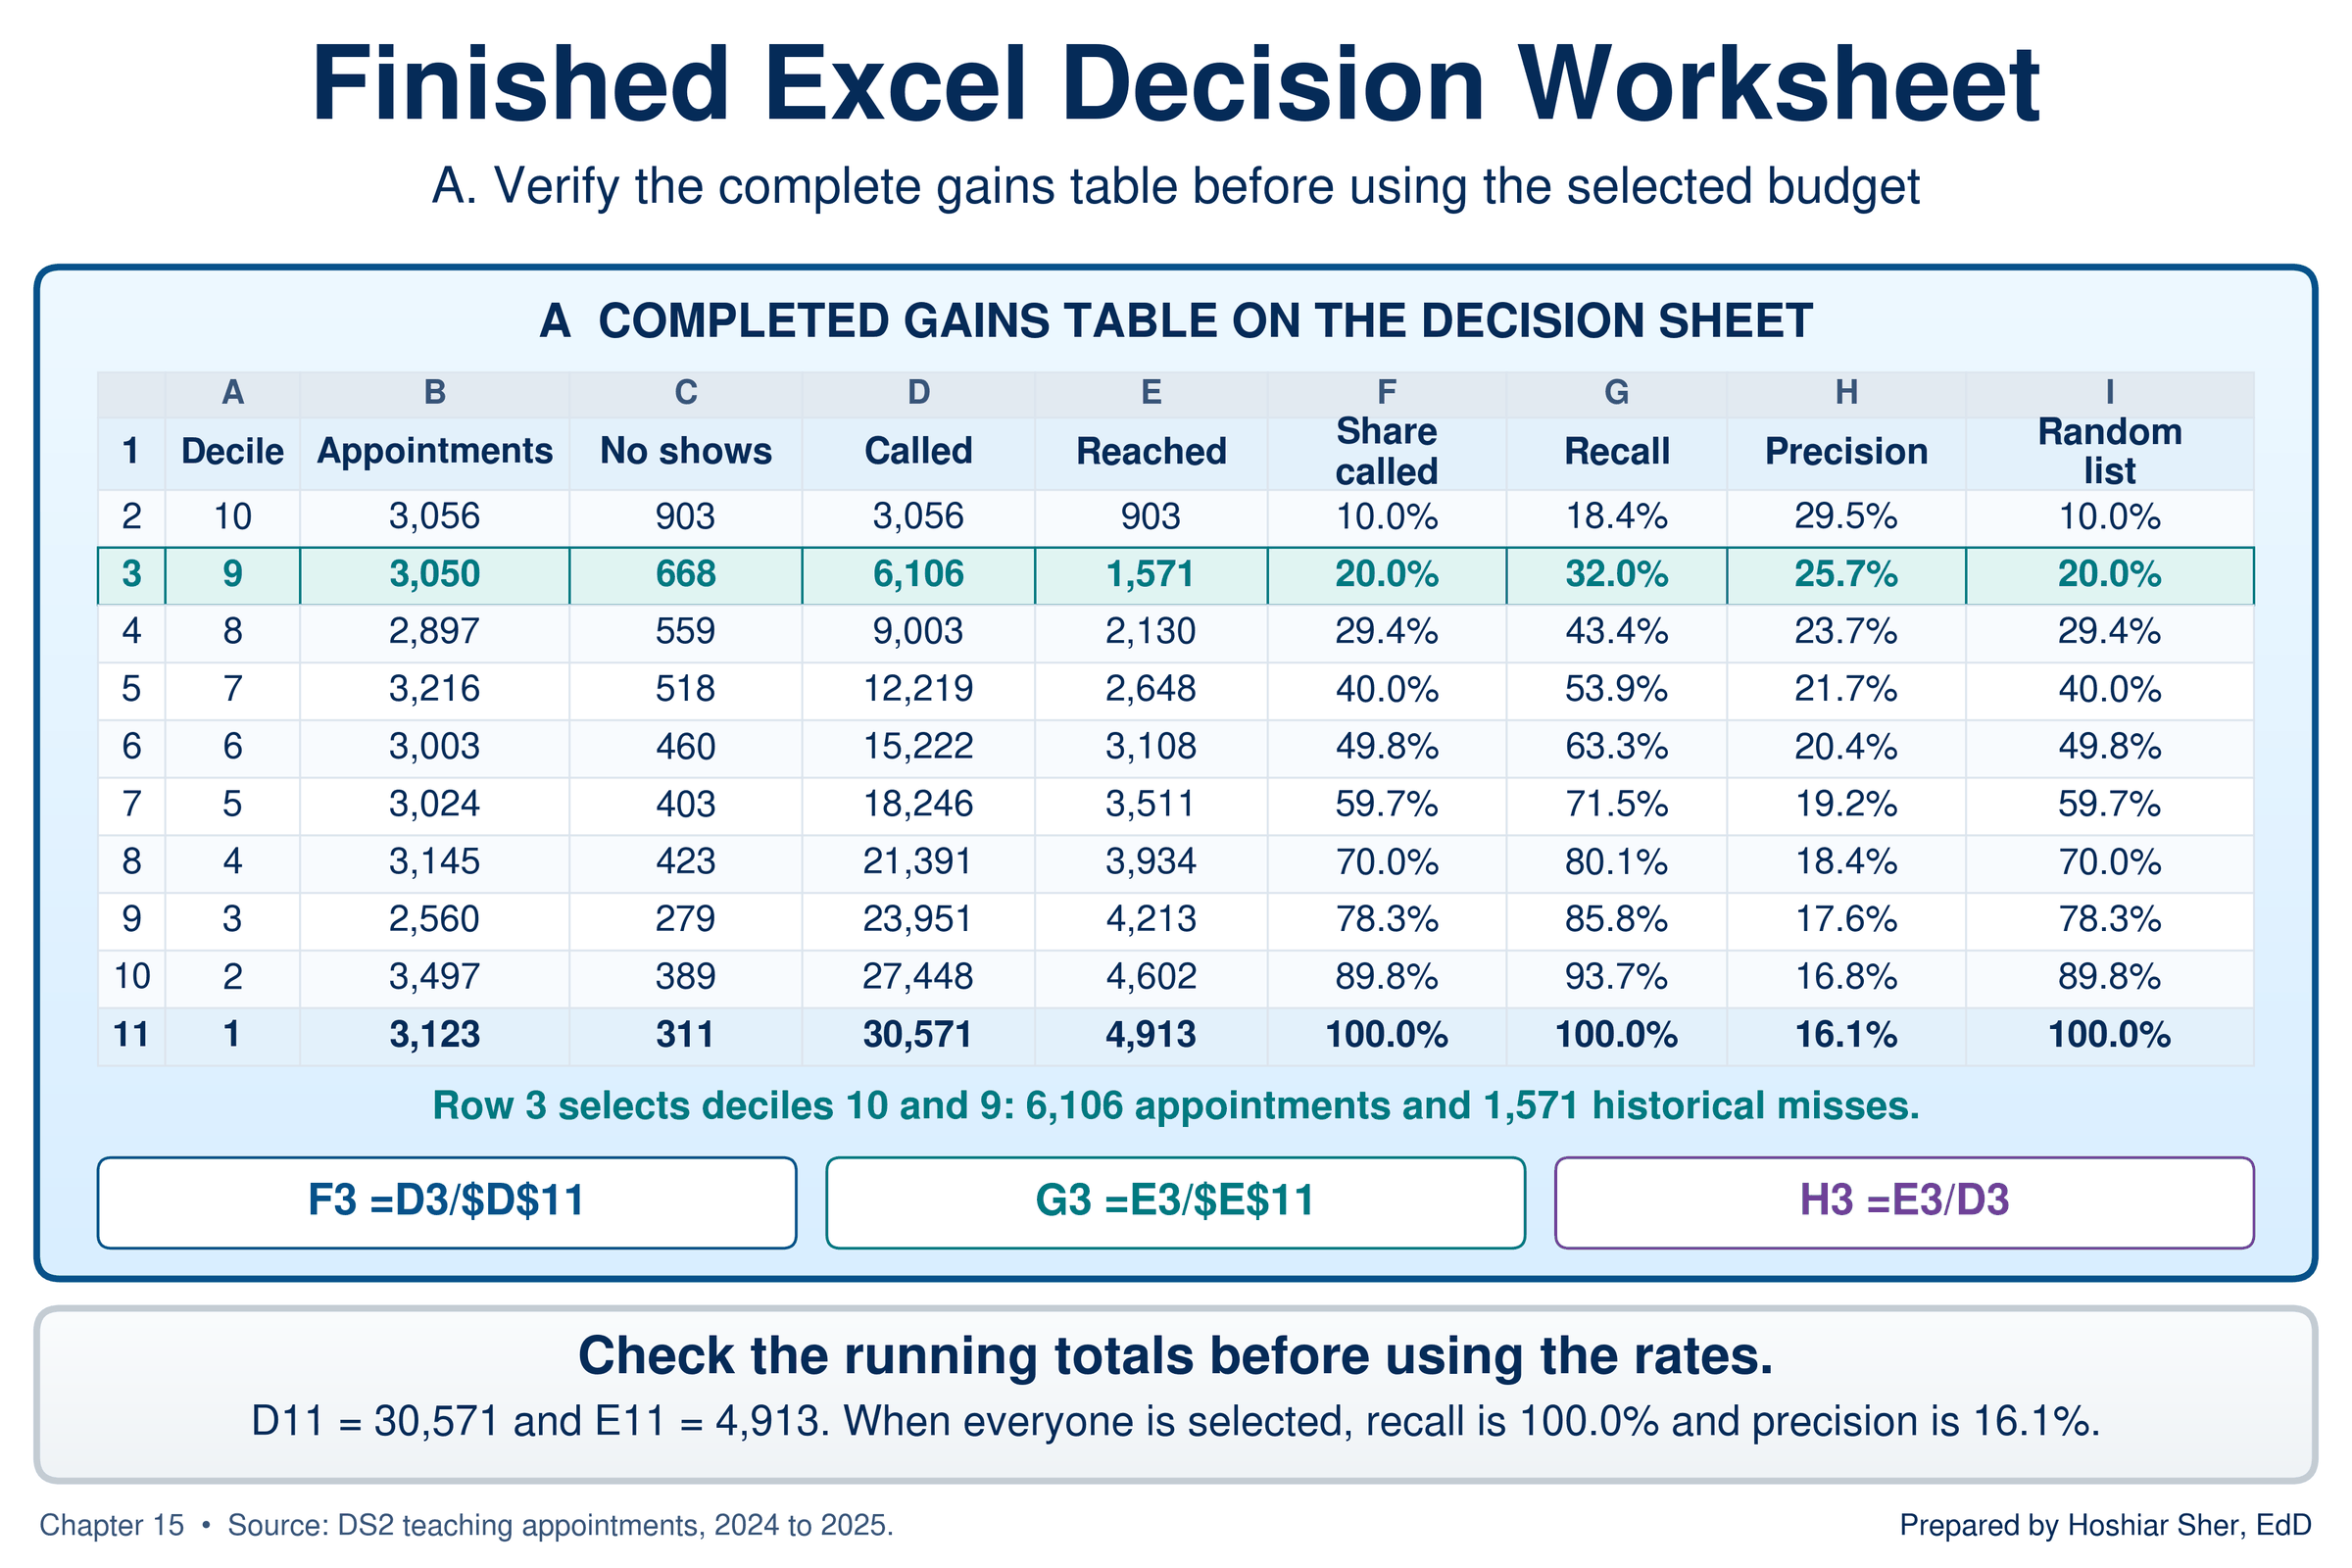 Finished Excel Decision Worksheet
A. Verify the complete gains table before using the selected budget
A COMPLETED GAINS TABLE ON THE DECISION SHEET
A B C D E F G H I
1 Decile Appointments No shows Called Reached Share called Recall Precision Random list
2 10 3,056 903 3,056 903 10.0% 18.4% 29.5% 10.0%
3 9 3,050 668 6,106 1,571 20.0% 32.0% 25.7% 20.0%
4 8 2,897 559 9,003 2,130 29.4% 43.4% 23.7% 29.4%
5 7 3,216 518 12,219 2,648 40.0% 53.9% 21.7% 40.0%
6 6 3,003 460 15,222 3,108 49.8% 63.3% 20.4% 49.8%
7 5 3,024 403 18,246 3,511 59.7% 71.5% 19.2% 59.7%
8 4 3,145 423 21,391 3,934 70.0% 80.1% 18.4% 70.0%
9 3 2,560 279 23,951 4,213 78.3% 85.8% 17.6% 78.3%
10 2 3,497 389 27,448 4,602 89.8% 93.7% 16.8% 89.8%
11 1 3,123 311 30,571 4,913 100.0% 100.0% 16.1% 100.0%
Row 3 selects deciles 10 and 9: 6,106 appointments and 1,571 historical misses.
F3 =D3/$D$11
G3 =E3/$E$11
H3 =E3/D3
Check the running totals before using the rates.
D11 = 30,571 and E11 = 4,913. When everyone is selected, recall is 100.0% and precision is 16.1%.
Chapter 15 • Source: DS2 teaching appointments, 2024 to 2025.
Prepared by Hoshiar Sher, EdD